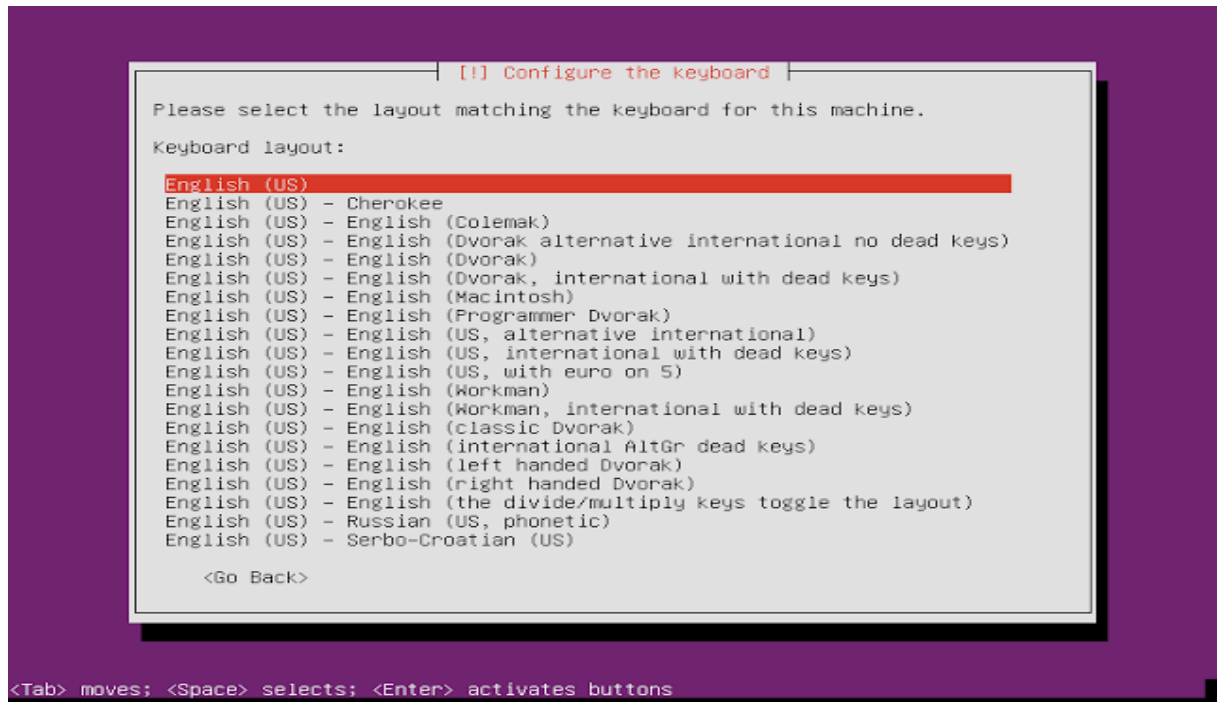 [!] Configure the keyboard
Please select the layout matching the keyboard for this machine.
Keyboard layout:
English (US)
English (US) - Cherokee
English (US) - English (Colemak)
English (US) - English (Dvorak alternative international no dead keys)
English (US) - English (Dvorak)
English (US) - English (Dvorak, international with dead keys)
English (US) - English (Macintosh)
English (US) - English (Programmer Dvorak)
English (US) - English (US, alternative international)
English (US) - English (US, international with dead keys)
English (US) - English (US, with euro on 5)
English (US) - English (Workman)
English (US) - English (Workman, international with dead keys)
English (US) - English (classic Dvorak)
English (US) - English (international AltGr dead keys)
English (US) - English (left handed Dvorak)
English (US) - English (right handed Dvorak)
English (US) - English (the divide/multiply keys toggle the layout)
English (US) - Russian (US, phonetic)
English (US) - Serbo-Croatian (US)
<Go Back>
<Tab> moves; <Space> selects; <Enter> activates buttons